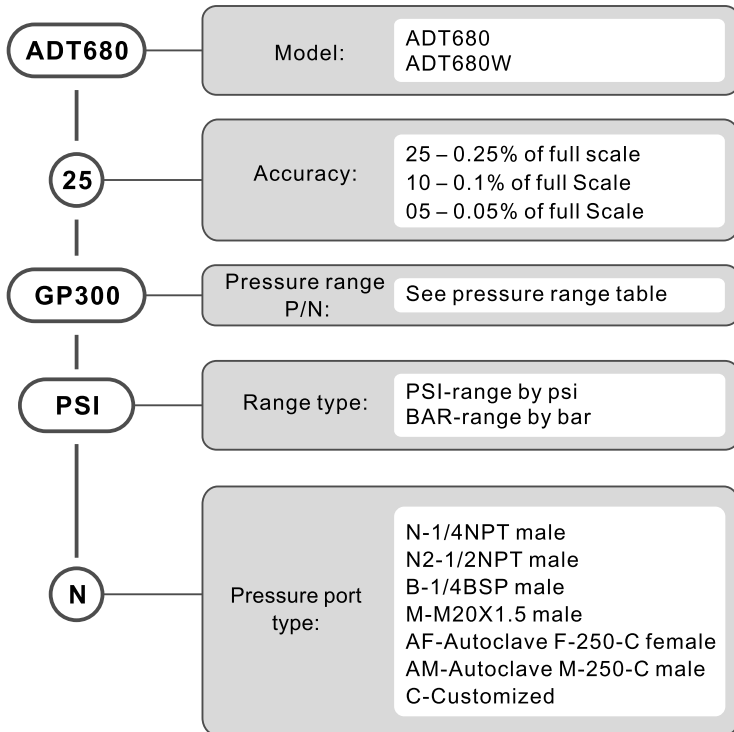 ADT680
Model:
ADT680
ADT680W
25
Accuracy:
25 – 0.25% of full scale
10 – 0.1% of full Scale
05 – 0.05% of full Scale
GP300
Pressure range
P/N:
See pressure range table
PSI
Range type:
PSI-range by psi
BAR-range by bar
N
Pressure port
type:
N-1/4NPT male
N2-1/2NPT male
B-1/4BSP male
M-M20X1.5 male
AF-Autoclave F-250-C female
AM-Autoclave M-250-C male
C-Customized